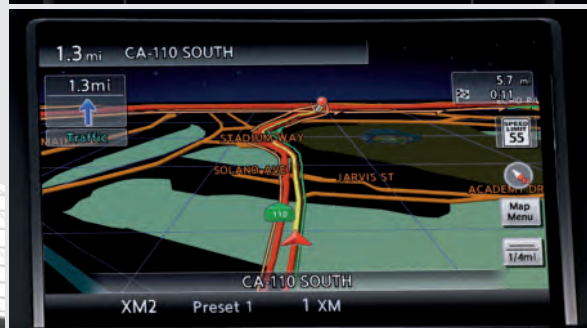 1.3 mi CA-110 SOUTH
1.3mi
Traffic
5.7 m
0:11
SPEED
LIMIT
55
STADIUM WAY
SOLANO AVE
JARVIS ST
ACADEMY DR
Map
Menu
110
1/4mi
CA-110 SOUTH
XM2 Preset 1 1 XM